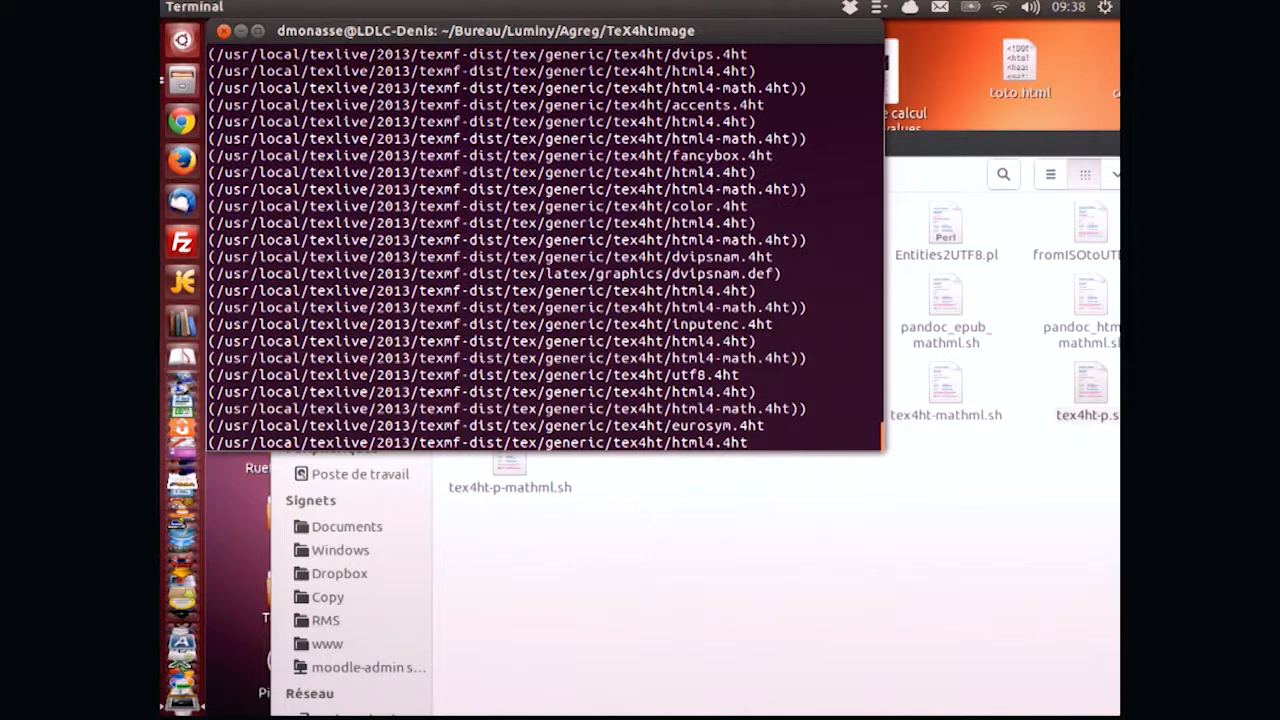 Terminal
09:38
dmonasse@LDLC-Denis: ~/Bureau/Luminy/Agreg/TeX4htImage
(/usr/local/texlive/2013/texmf-dist/tex/generic/tex4ht/dvips.4ht
(/usr/local/texlive/2013/texmf-dist/tex/generic/tex4ht/html4.4ht)
(/usr/local/texlive/2013/texmf-dist/tex/generic/tex4ht/html4-math.4ht))
(/usr/local/texlive/2013/texmf-dist/tex/generic/tex4ht/accents.4ht
(/usr/local/texlive/2013/texmf-dist/tex/generic/tex4ht/html4.4ht)
(/usr/local/texlive/2013/texmf-dist/tex/generic/tex4ht/html4-math.4ht))
(/usr/local/texlive/2013/texmf-dist/tex/generic/tex4ht/fancybox.4ht
(/usr/local/texlive/2013/texmf-dist/tex/generic/tex4ht/html4.4ht)
(/usr/local/texlive/2013/texmf-dist/tex/generic/tex4ht/html4-math.4ht))
(/usr/local/texlive/2013/texmf-dist/tex/generic/tex4ht/color.4ht
(/usr/local/texlive/2013/texmf-dist/tex/generic/tex4ht/html4.4ht)
(/usr/local/texlive/2013/texmf-dist/tex/generic/tex4ht/html4-math.4ht))
(/usr/local/texlive/2013/texmf-dist/tex/generic/tex4ht/dvipsnam.4ht
(/usr/local/texlive/2013/texmf-dist/tex/latex/graphics/dvipsnam.def)
(/usr/local/texlive/2013/texmf-dist/tex/generic/tex4ht/html4.4ht)
(/usr/local/texlive/2013/texmf-dist/tex/generic/tex4ht/html4-math.4ht))
(/usr/local/texlive/2013/texmf-dist/tex/generic/tex4ht/inputenc.4ht
(/usr/local/texlive/2013/texmf-dist/tex/generic/tex4ht/html4.4ht)
(/usr/local/texlive/2013/texmf-dist/tex/generic/tex4ht/html4-math.4ht))
(/usr/local/texlive/2013/texmf-dist/tex/generic/tex4ht/utf8.4ht
(/usr/local/texlive/2013/texmf-dist/tex/generic/tex4ht/html4.4ht)
(/usr/local/texlive/2013/texmf-dist/tex/generic/tex4ht/html4-math.4ht))
(/usr/local/texlive/2013/texmf-dist/tex/generic/tex4ht/eurosym.4ht
(/usr/local/texlive/2013/texmf-dist/tex/generic/tex4ht/html4.4ht
toto.html
e calcul
values
Perl
Entities2UTF8.pl
fromISOtoUT
pandoc_epub_
mathml.sh
pandoc_htm
mathml.sh
tex4ht-mathml.sh
tex4ht-p.s
tex4ht-p-mathml.sh
Rue
Poste de travail
Signets
Documents
Windows
Dropbox
Copy
RMS
www
moodle-admin s...
Réseau
Pi